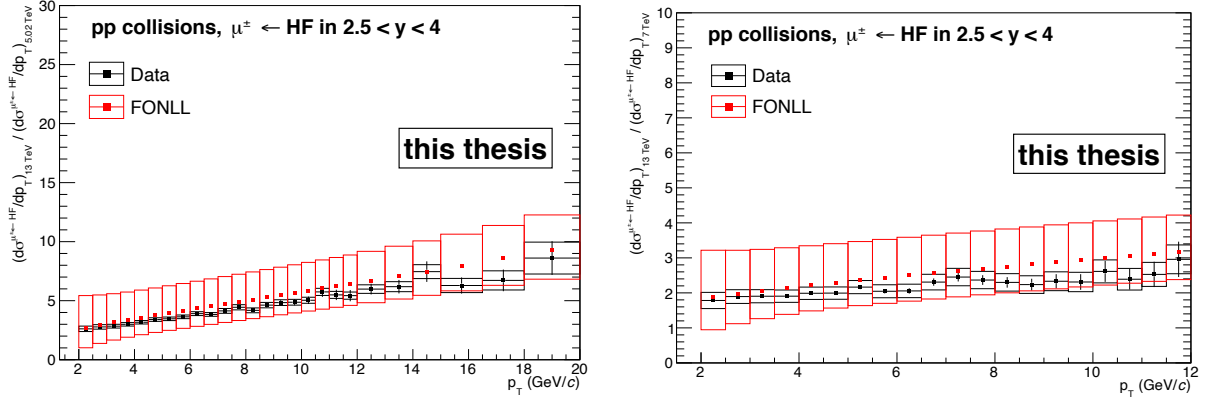 pp collisions, μ± ← HF in 2.5 < y < 4
Data
FONLL
this thesis
(dσ^μ±← HF/dp_T)_13 TeV / (dσ^μ±← HF/dp_T)_5.02 TeV
30
25
20
15
10
5
0
2 4 6 8 10 12 14 16 18 20
p_T (GeV/c)
pp collisions, μ± ← HF in 2.5 < y < 4
Data
FONLL
this thesis
(dσ^μ±← HF/dp_T)_13 TeV / (dσ^μ±← HF/dp_T)_7 TeV
10
9
8
7
6
5
4
3
2
1
0
2 4 6 8 10 12
p_T (GeV/c)